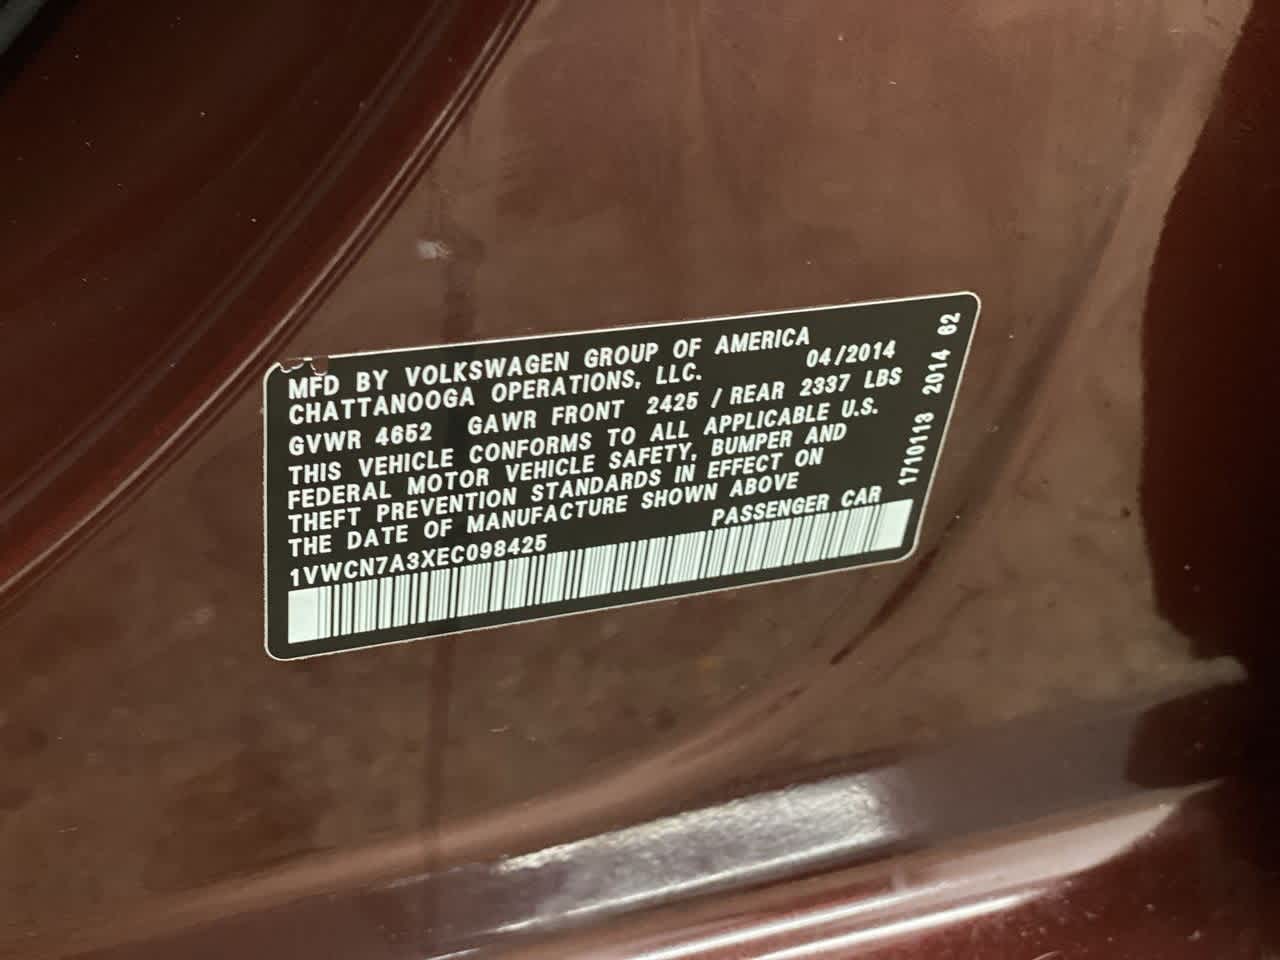 MFD BY VOLKSWAGEN GROUP OF AMERICA
CHATTANOOGA OPERATIONS, LLC. 04/2014
GVWR 4652 GAWR FRONT 2425 / REAR 2337 LBS
THIS VEHICLE CONFORMS TO ALL APPLICABLE U.S.
FEDERAL MOTOR VEHICLE SAFETY, BUMPER AND
THEFT PREVENTION STANDARDS IN EFFECT ON
THE DATE OF MANUFACTURE SHOWN ABOVE
PASSENGER CAR
1VWCN7A3XEC098425
1710113 2014 62